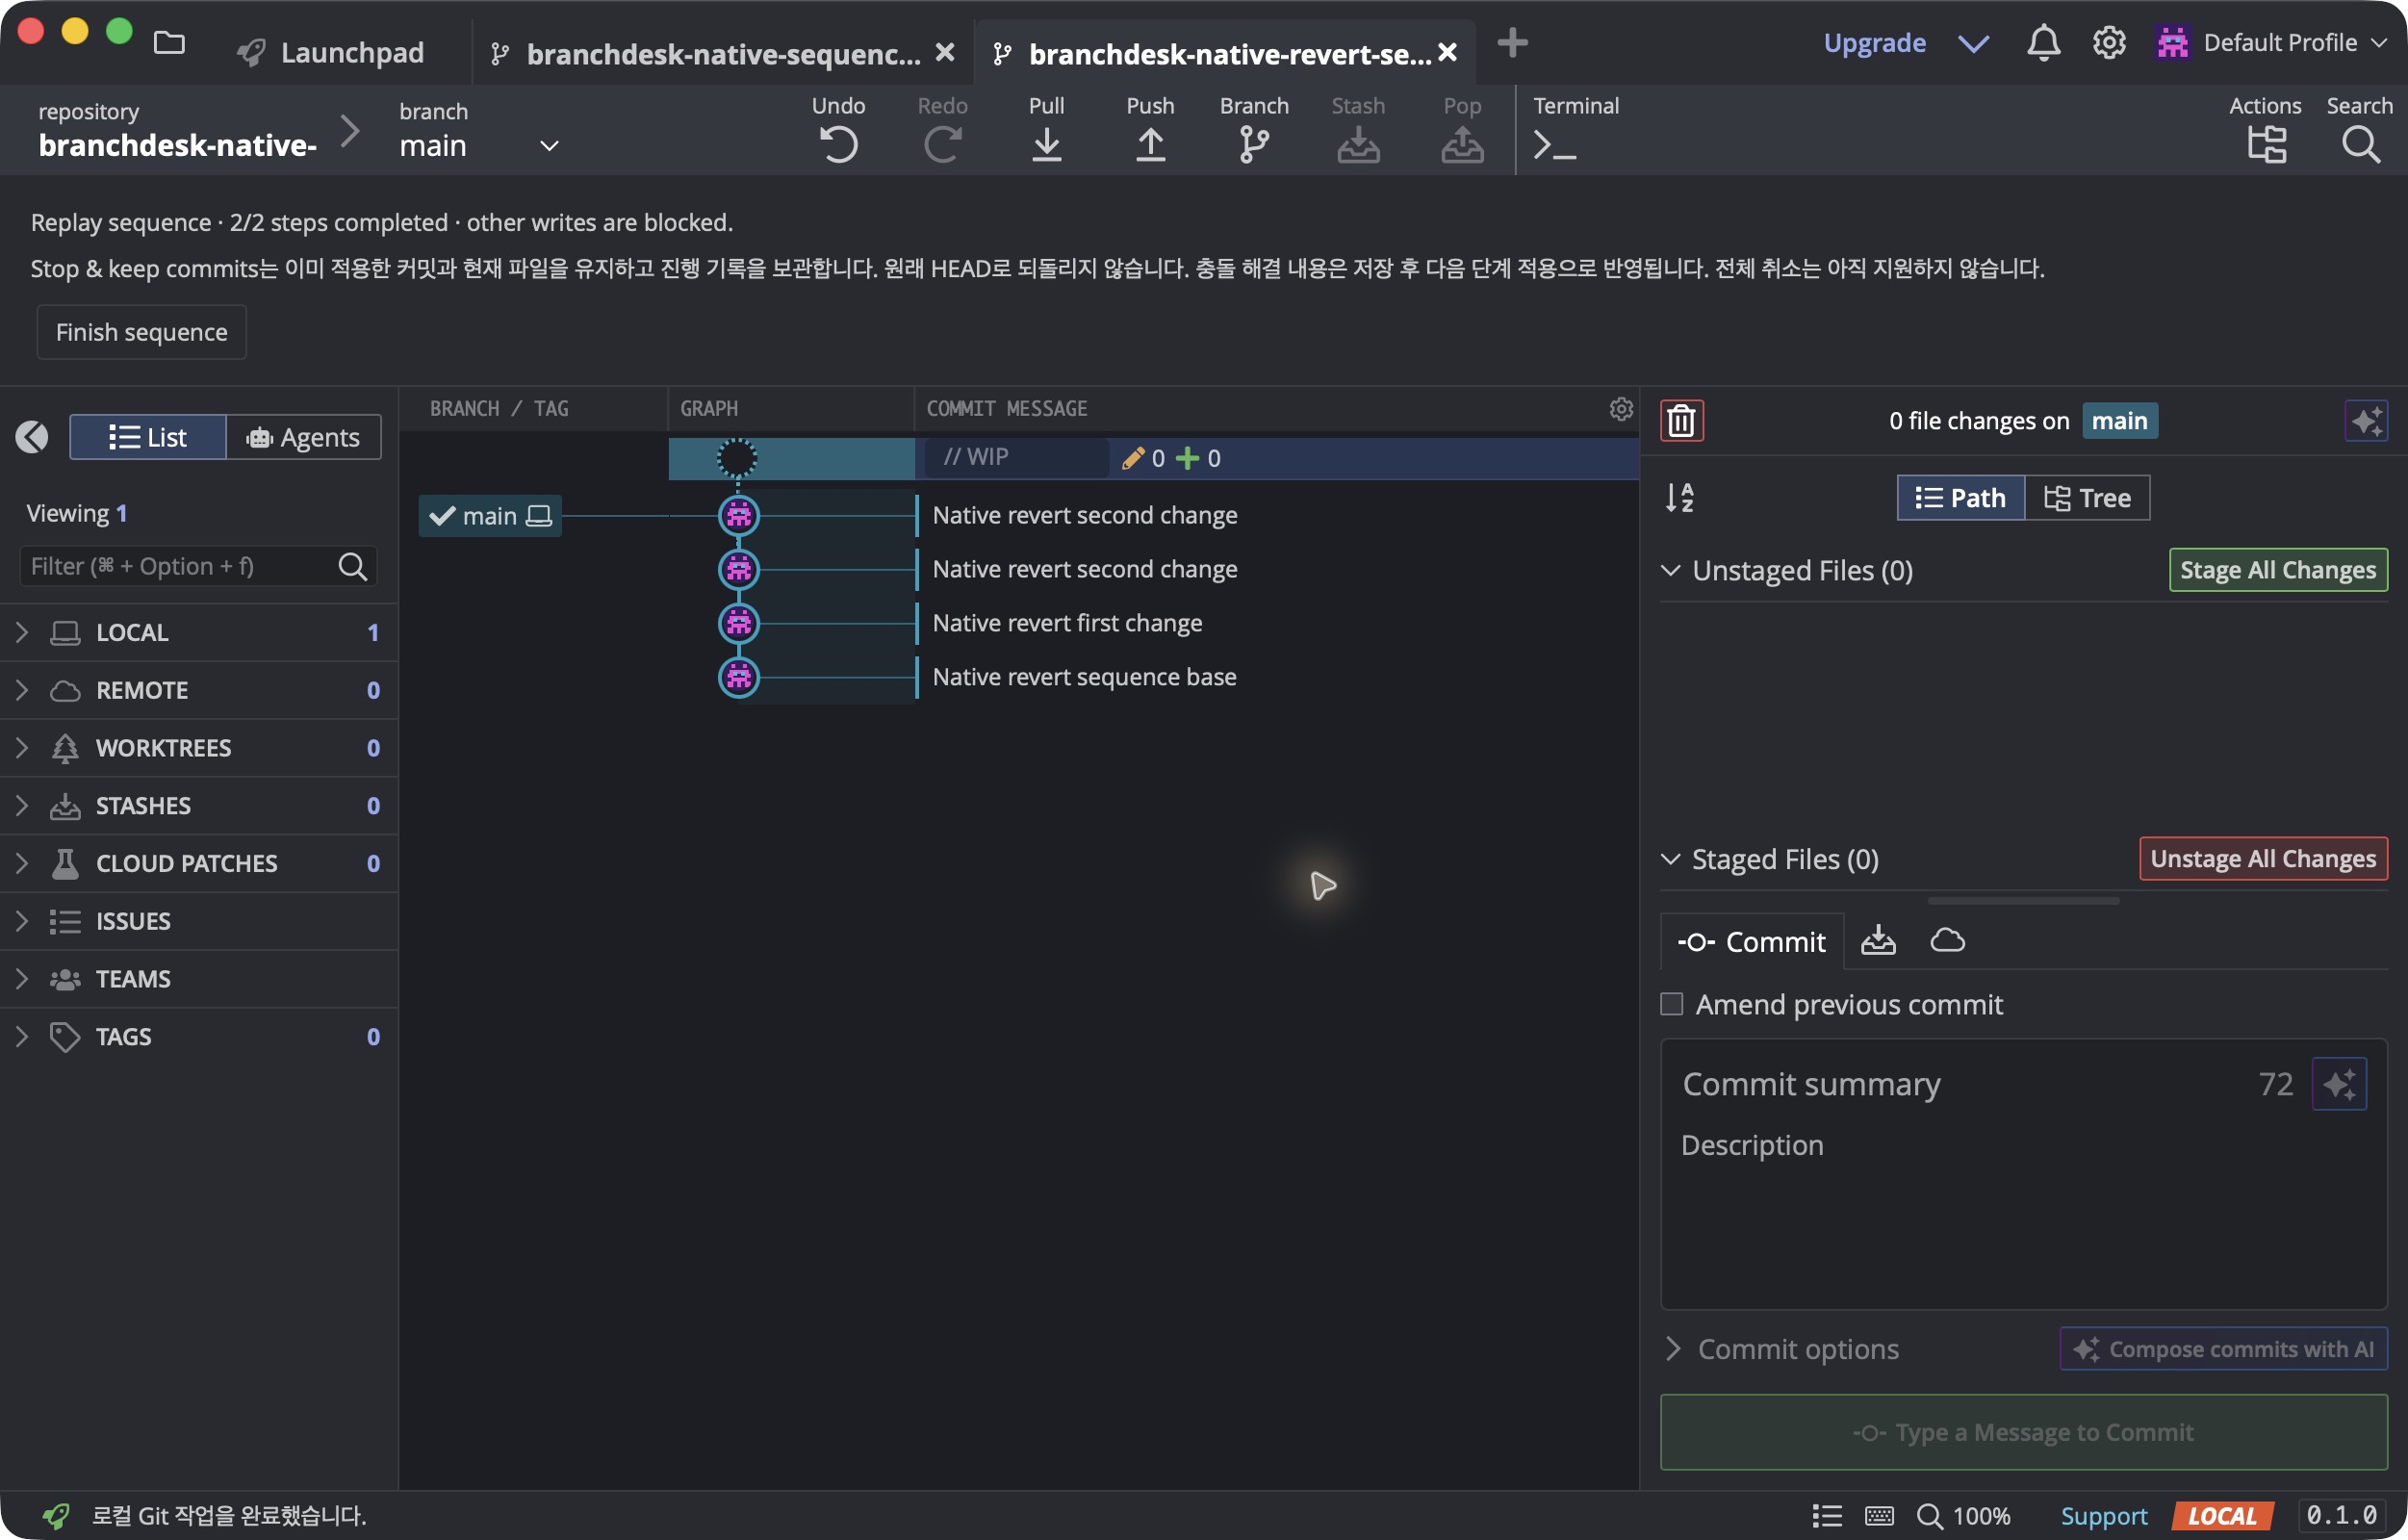 Launchpad
branchdesk-native-sequenc...
branchdesk-native-revert-se...
Upgrade
Default Profile
repository
branchdesk-native-
branch
main
Undo
Redo
Pull
Push
Branch
Stash
Pop
Terminal
Actions
Search
Replay sequence · 2/2 steps completed · other writes are blocked.
Stop & keep commits는 이미 적용한 커밋과 현재 파일을 유지하고 진행 기록을 보관합니다. 원래 HEAD로 되돌리지 않습니다. 충돌 해결 내용은 저장 후 다음 단계 적용으로 반영됩니다. 전체 취소는 아직 지원하지 않습니다.
Finish sequence
List
Agents
Viewing 1
Filter (⌘ + Option + f)
LOCAL 1
REMOTE 0
WORKTREES 0
STASHES 0
CLOUD PATCHES 0
ISSUES
TEAMS
TAGS 0
BRANCH / TAG
GRAPH
COMMIT MESSAGE
// WIP
0
0
main
Native revert second change
Native revert second change
Native revert first change
Native revert sequence base
0 file changes on main
AZ
Path
Tree
Unstaged Files (0)
Stage All Changes
Staged Files (0)
Unstage All Changes
Commit
Amend previous commit
Commit summary
72
Description
Commit options
Compose commits with AI
Type a Message to Commit
로컬 Git 작업을 완료했습니다.
100%
Support
LOCAL
0.1.0